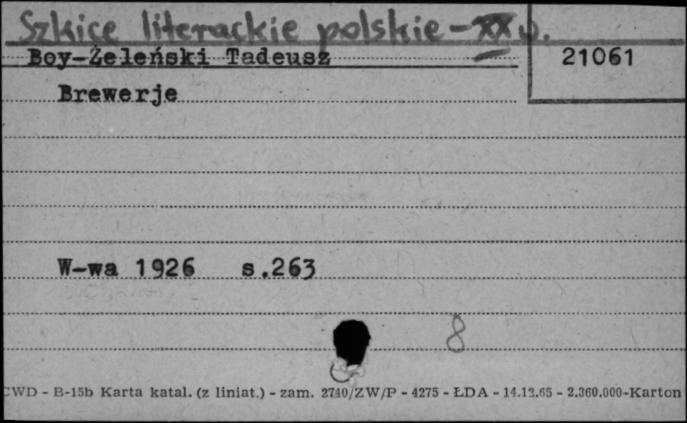 Szkice literackie polskie - XX w.
Boy-Żeleński Tadeusz
21061
Brewerje
W-wa 1926 s.263
8
CWD - B-15b Karta katal. (z liniat.) - zam. 2740/ZW/P - 4275 - ŁDA - 14.12.65 - 2.360.000-Karton